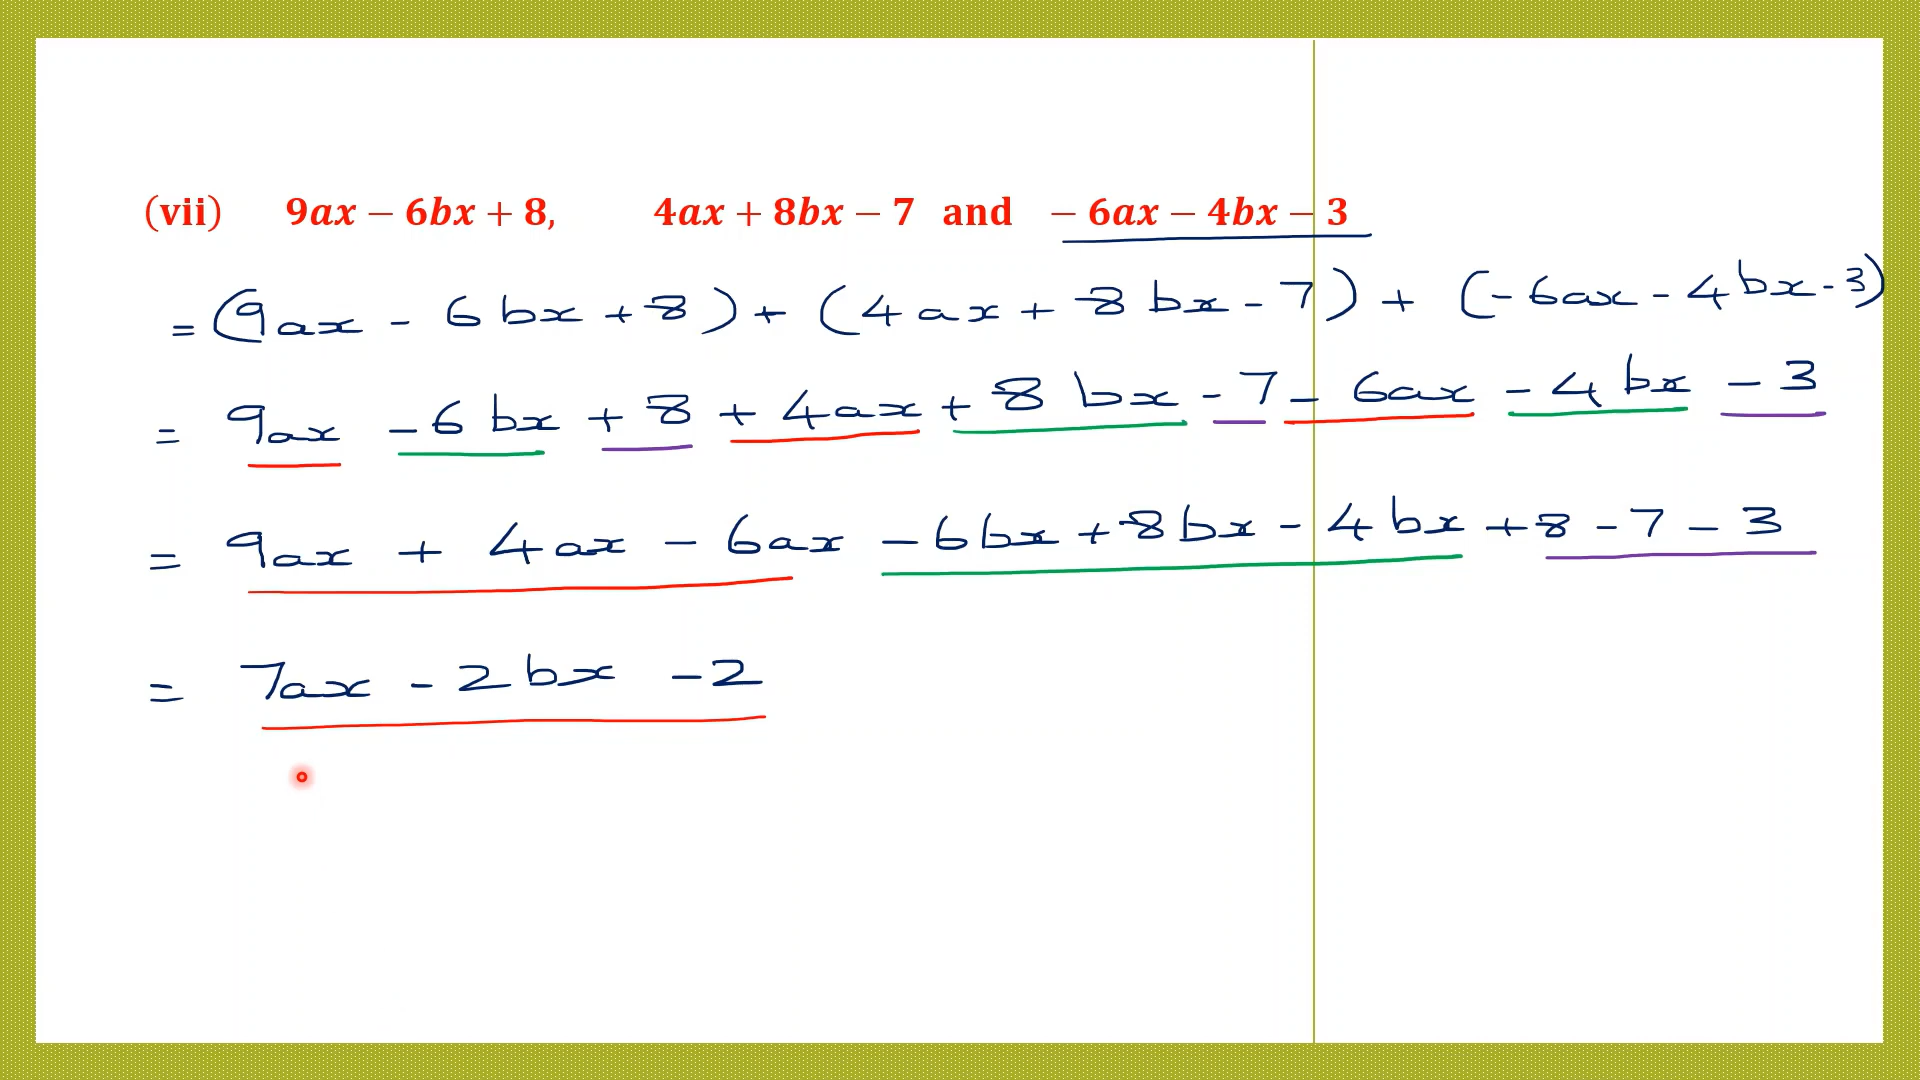 (vii) 9ax − 6bx + 8, 4ax + 8bx − 7 and − 6ax − 4bx − 3
= (9ax - 6bx + 8) + (4ax + 8bx - 7) + (-6ax - 4bx - 3)
= 9ax - 6bx + 8 + 4ax + 8bx - 7 - 6ax - 4bx - 3
= 9ax + 4ax - 6ax - 6bx + 8bx - 4bx + 8 - 7 - 3
= 7ax - 2bx - 2